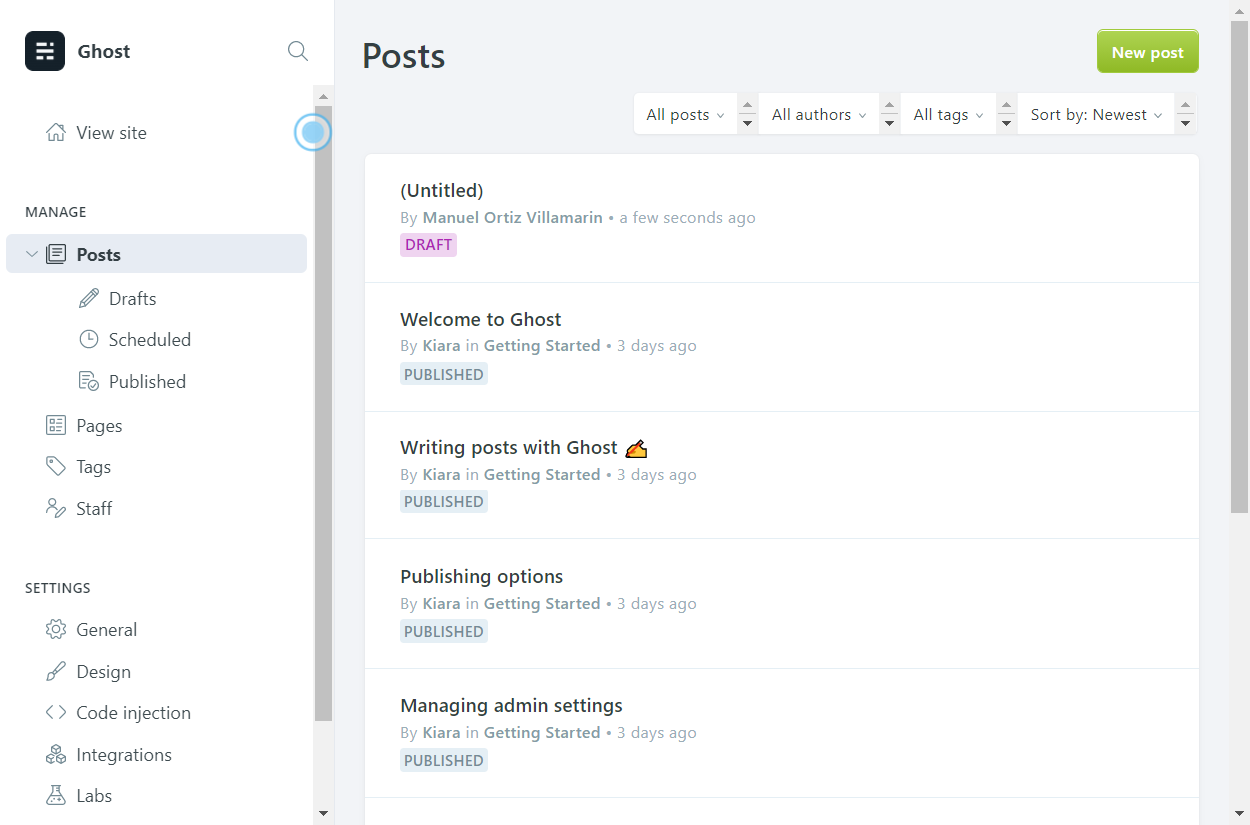 Ghost
View site
MANAGE
Posts
Drafts
Scheduled
Published
Pages
Tags
Staff
SETTINGS
General
Design
Code injection
Integrations
Labs
Posts
New post
All posts All authors All tags Sort by: Newest
(Untitled)
By Manuel Ortiz Villamarin • a few seconds ago
DRAFT
Welcome to Ghost
By Kiara in Getting Started • 3 days ago
PUBLISHED
Writing posts with Ghost ✍️
By Kiara in Getting Started • 3 days ago
PUBLISHED
Publishing options
By Kiara in Getting Started • 3 days ago
PUBLISHED
Managing admin settings
By Kiara in Getting Started • 3 days ago
PUBLISHED